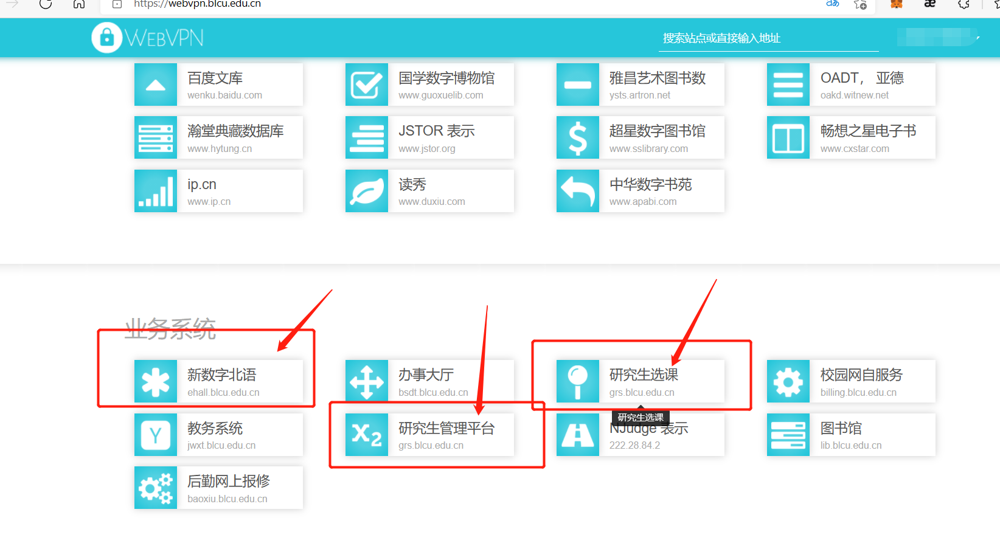 https://webvpn.blcu.edu.cn
WEBVPN
搜索站点或直接输入地址
百度文库
wenku.baidu.com
国学数字博物馆
www.guoxuelib.com
雅昌艺术图书数
ysts.artron.net
OADT， 亚德
oakd.witnew.net
瀚堂典藏数据库
www.hytung.cn
JSTOR 表示
www.jstor.org
超星数字图书馆
www.sslibrary.com
畅想之星电子书
www.cxstar.com
ip.cn
www.ip.cn
读秀
www.duxiu.com
中华数字书苑
www.apabi.com
业务系统
新数字北语
ehall.blcu.edu.cn
办事大厅
bsdt.blcu.edu.cn
研究生选课
grs.blcu.edu.cn
校园网自服务
billing.blcu.edu.cn
研究生选课
Y
教务系统
jwxt.blcu.edu.cn
X2
研究生管理平台
grs.blcu.edu.cn
NJudge 表示
222.28.84.2
图书馆
lib.blcu.edu.cn
后勤网上报修
baoxiu.blcu.edu.cn